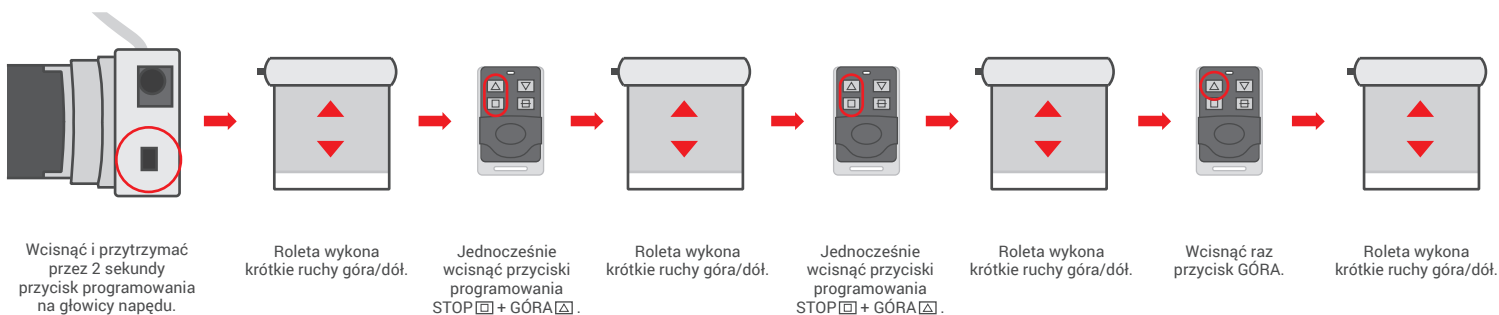 Wcisnąć i przytrzymać
przez 2 sekundy
przycisk programowania
na głowicy napędu.
Roleta wykona
krótkie ruchy góra/dół.
Jednocześnie
wcisnąć przyciski
programowania
STOP + GÓRA .
Roleta wykona
krótkie ruchy góra/dół.
Jednocześnie
wcisnąć przyciski
programowania
STOP + GÓRA .
Roleta wykona
krótkie ruchy góra/dół.
Wcisnąć raz
przycisk GÓRA.
Roleta wykona
krótkie ruchy góra/dół.